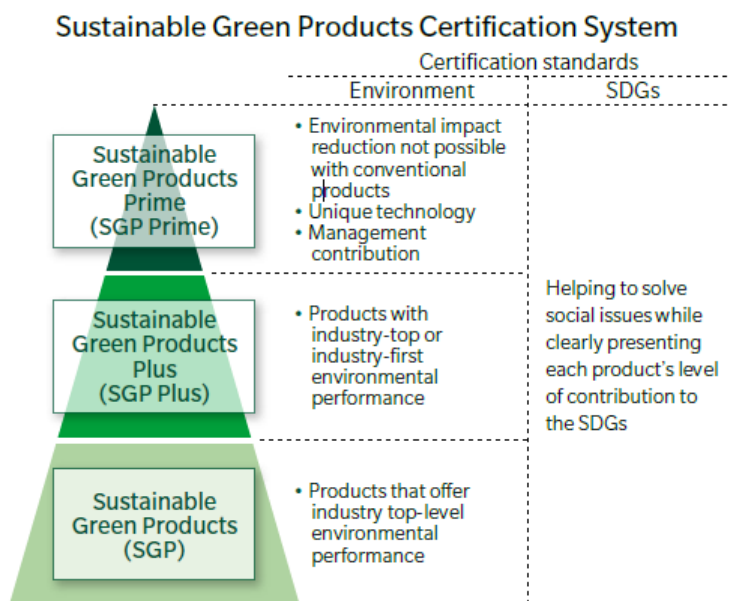 Sustainable Green Products Certification System
Certification standards
Environment
SDGs
Sustainable
Green Products
Prime
(SGP Prime)
• Environmental impact
reduction not possible
with conventional
products
• Unique technology
• Management
contribution
Sustainable
Green Products
Plus
(SGP Plus)
• Products with
industry-top or
industry-first
environmental
performance
Sustainable
Green Products
(SGP)
• Products that offer
industry top-level
environmental
performance
Helping to solve
social issues while
clearly presenting
each product’s level
of contribution to
the SDGs